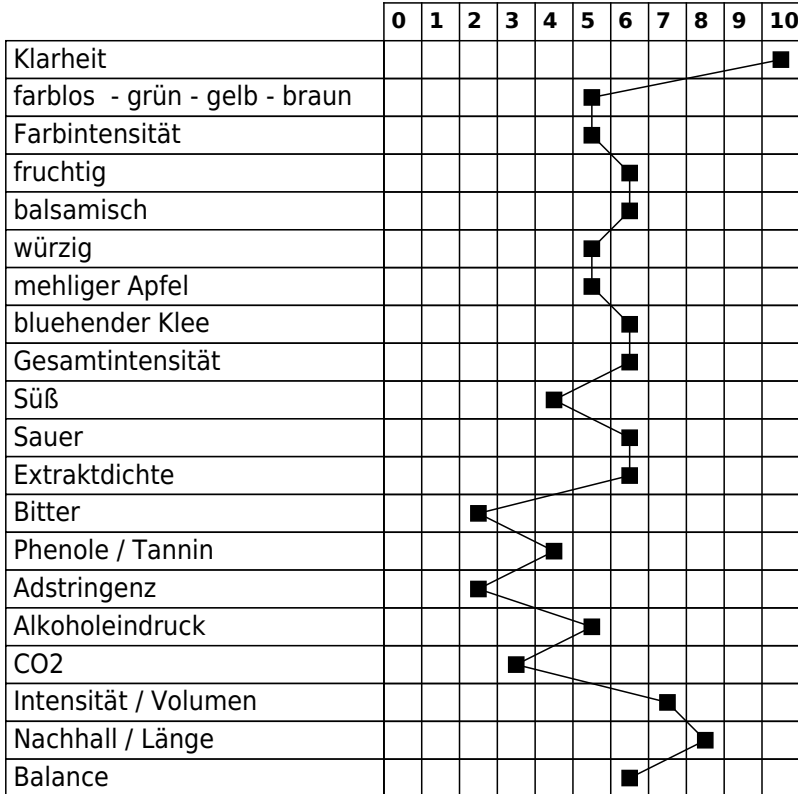 0 1 2 3 4 5 6 7 8 9 10
Klarheit
farblos - grün - gelb - braun
Farbintensität
fruchtig
balsamisch
würzig
mehliger Apfel
bluehender Klee
Gesamtintensität
Süß
Sauer
Extraktdichte
Bitter
Phenole / Tannin
Adstringenz
Alkoholeindruck
CO2
Intensität / Volumen
Nachhall / Länge
Balance